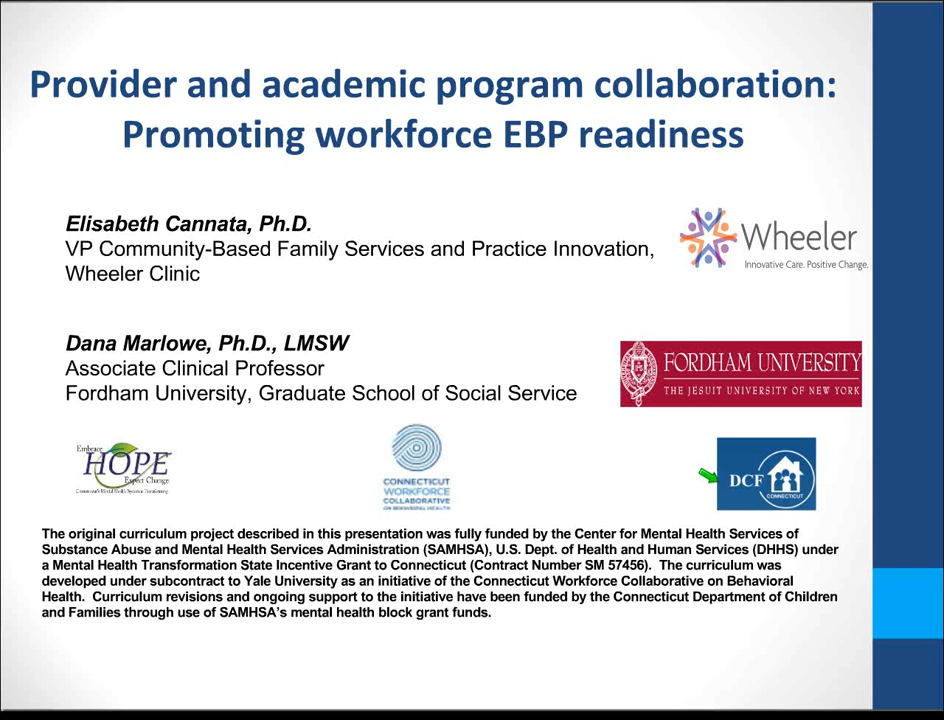 Provider and academic program collaboration:
Promoting workforce EBP readiness
Elisabeth Cannata, Ph.D.
VP Community-Based Family Services and Practice Innovation,
Wheeler Clinic
Wheeler
Innovative Care. Positive Change.
Dana Marlowe, Ph.D., LMSW
Associate Clinical Professor
Fordham University, Graduate School of Social Service
FORDHAM UNIVERSITY
THE JESUIT UNIVERSITY OF NEW YORK
Embrace
HOPE
Expect Change
Connecticut's Mental Health System: Transforming
CONNECTICUT
WORKFORCE
COLLABORATIVE
ON BEHAVIORAL HEALTH
DCF
CONNECTICUT
The original curriculum project described in this presentation was fully funded by the Center for Mental Health Services of
Substance Abuse and Mental Health Services Administration (SAMHSA), U.S. Dept. of Health and Human Services (DHHS) under
a Mental Health Transformation State Incentive Grant to Connecticut (Contract Number SM 57456).  The curriculum was
developed under subcontract to Yale University as an initiative of the Connecticut Workforce Collaborative on Behavioral
Health.  Curriculum revisions and ongoing support to the initiative have been funded by the Connecticut Department of Children
and Families through use of SAMHSA's mental health block grant funds.